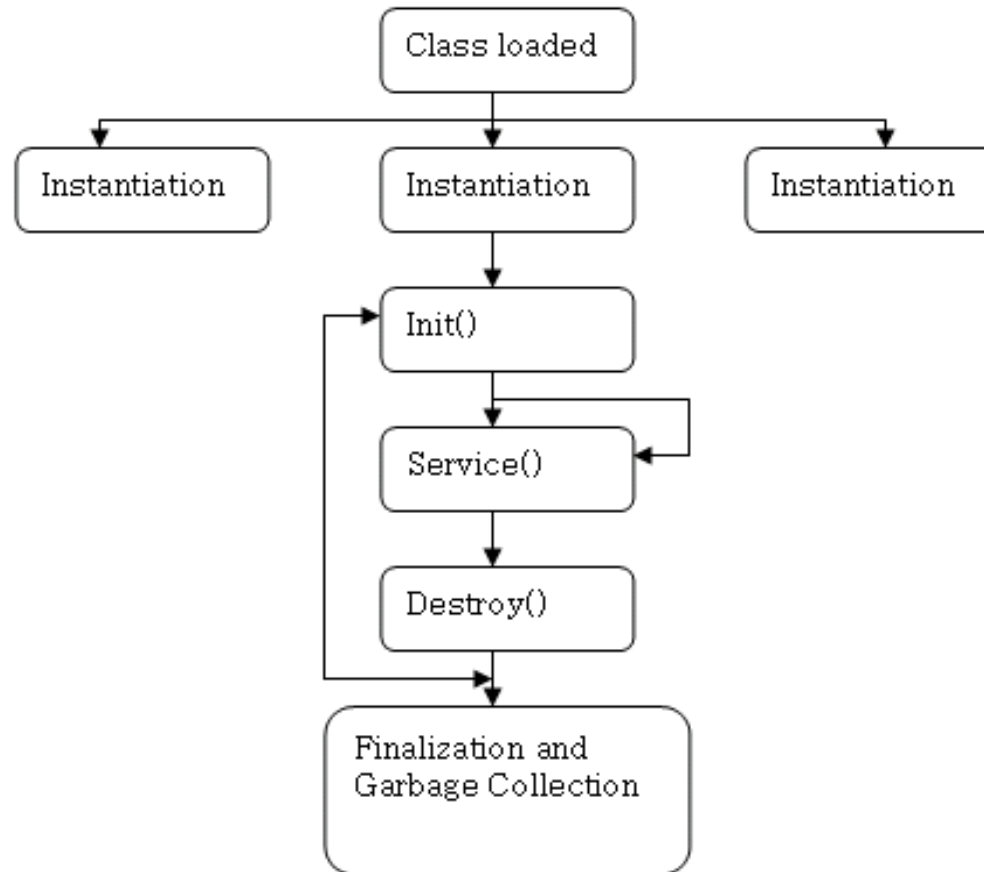 Class loaded
Instantiation
Instantiation
Instantiation
Init()
Service()
Destroy()
Finalization and
Garbage Collection